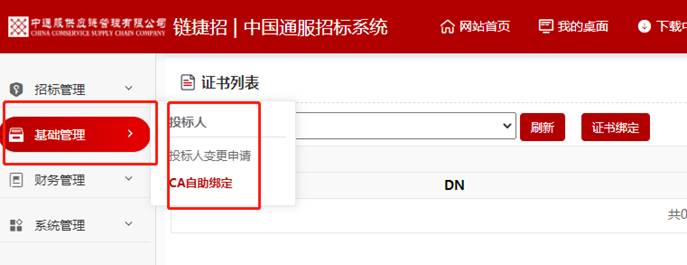 中通服供应链管理有限公司
CHINA COMSERVICE SUPPLY CHAIN COMPANY
链捷招 | 中国通服招标系统
网站首页
我的桌面
下载中
招标管理
证书列表
基础管理
投标人
刷新
证书绑定
投标人变更申请
财务管理
CA自助绑定
DN
共0
系统管理